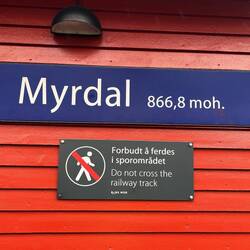 Myrdal 866,8 moh.
Forbudt å ferdes
i sporområdet
Do not cross the
railway track